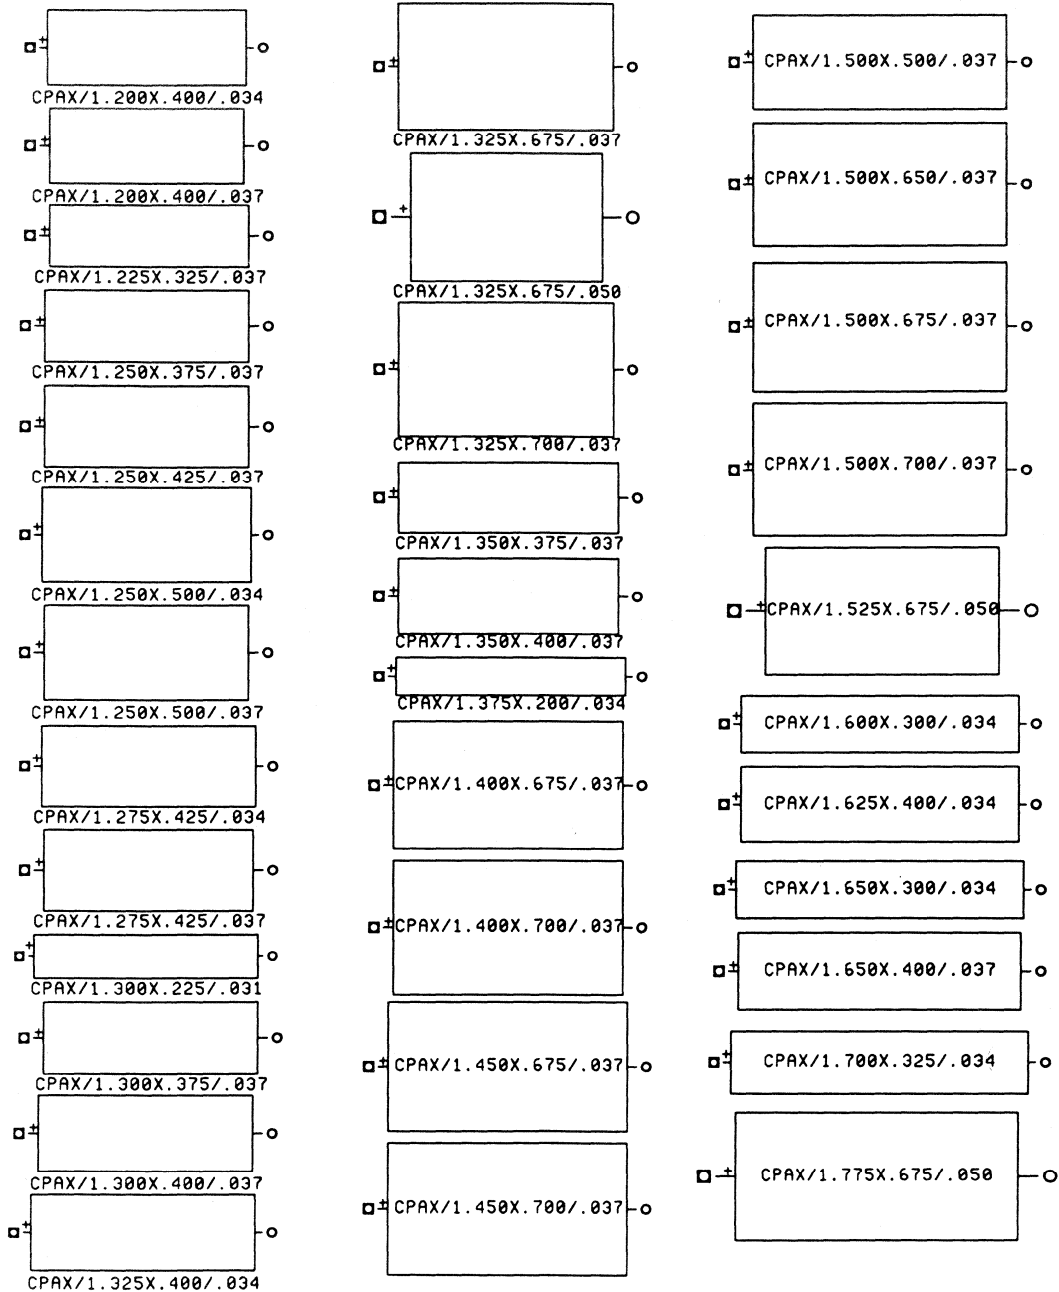 CPAX/1.200X.400/.034
CPAX/1.200X.400/.037
CPAX/1.225X.325/.037
CPAX/1.250X.375/.037
CPAX/1.250X.425/.037
CPAX/1.250X.500/.034
CPAX/1.250X.500/.037
CPAX/1.275X.425/.034
CPAX/1.275X.425/.037
CPAX/1.300X.225/.031
CPAX/1.300X.375/.037
CPAX/1.300X.400/.037
CPAX/1.325X.400/.034
CPAX/1.325X.675/.037
CPAX/1.325X.675/.050
CPAX/1.325X.700/.037
CPAX/1.350X.375/.037
CPAX/1.350X.400/.037
CPAX/1.375X.200/.034
CPAX/1.400X.675/.037
CPAX/1.400X.700/.037
CPAX/1.450X.675/.037
CPAX/1.450X.700/.037
CPAX/1.500X.500/.037
CPAX/1.500X.650/.037
CPAX/1.500X.675/.037
CPAX/1.500X.700/.037
CPAX/1.525X.675/.050
CPAX/1.600X.300/.034
CPAX/1.625X.400/.034
CPAX/1.650X.300/.034
CPAX/1.650X.400/.037
CPAX/1.700X.325/.034
CPAX/1.775X.675/.050